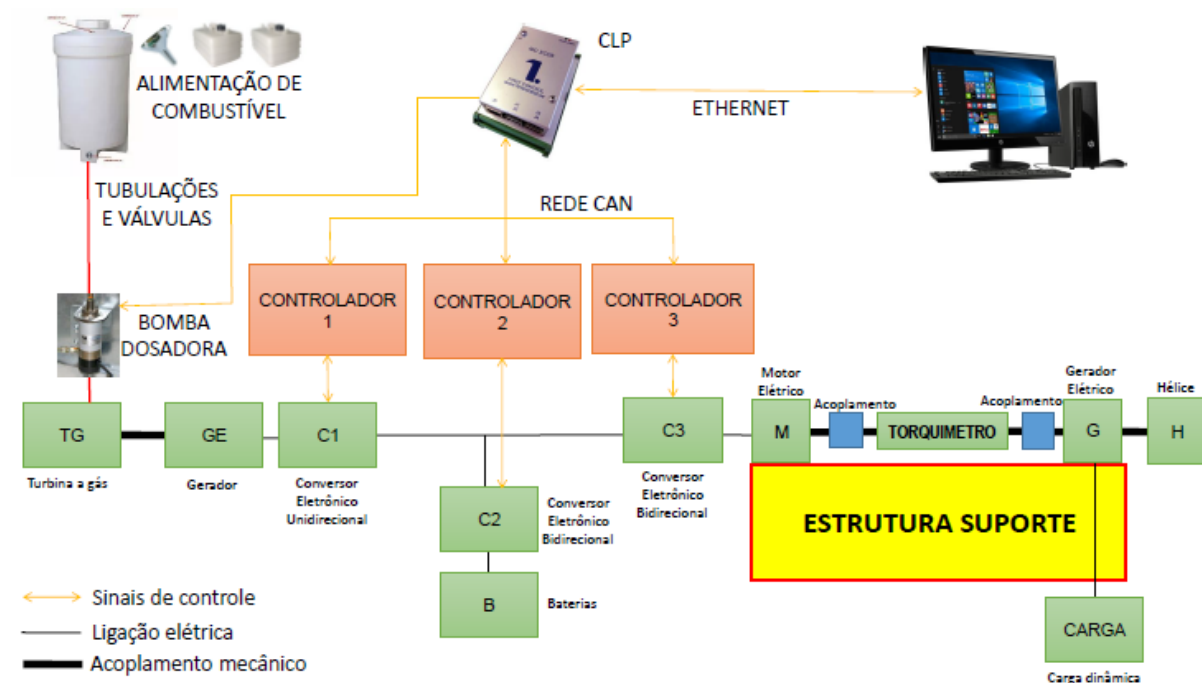 ALIMENTAÇÃO DE
COMBUSTÍVEL
CLP
1.
ETHERNET
TUBULAÇÕES
E VÁLVULAS
REDE CAN
CONTROLADOR
1
CONTROLADOR
2
CONTROLADOR
3
BOMBA
DOSADORA
Motor
Elétrico
Acoplamento
Acoplamento
Gerador
Elétrico
Hélice
TG
GE
C1
C3
M
TORQUIMETRO
G
H
Turbina a gás
Gerador
Conversor
Eletrônico
Unidirecional
Conversor
Eletrônico
Bidirecional
C2
Conversor
Eletrônico
Bidirecional
ESTRUTURA SUPORTE
B
Baterias
Sinais de controle
Ligação elétrica
Acoplamento mecânico
CARGA
Carga dinâmica